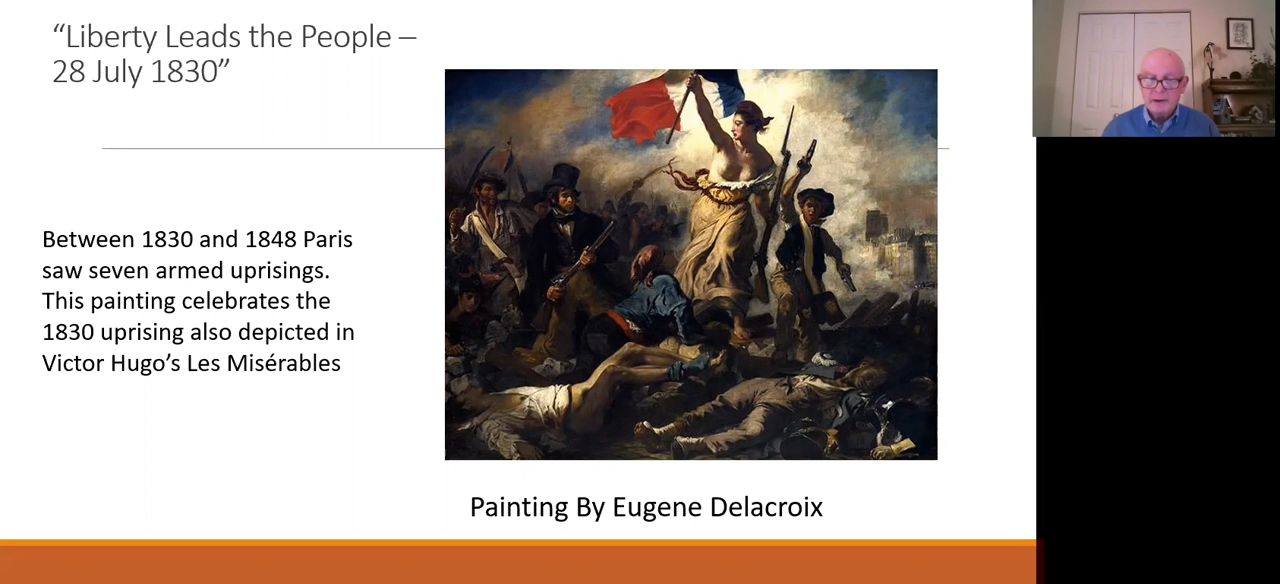 “Liberty Leads the People –
28 July 1830”
Between 1830 and 1848 Paris
saw seven armed uprisings.
This painting celebrates the
1830 uprising also depicted in
Victor Hugo’s Les Misérables
Painting By Eugene Delacroix